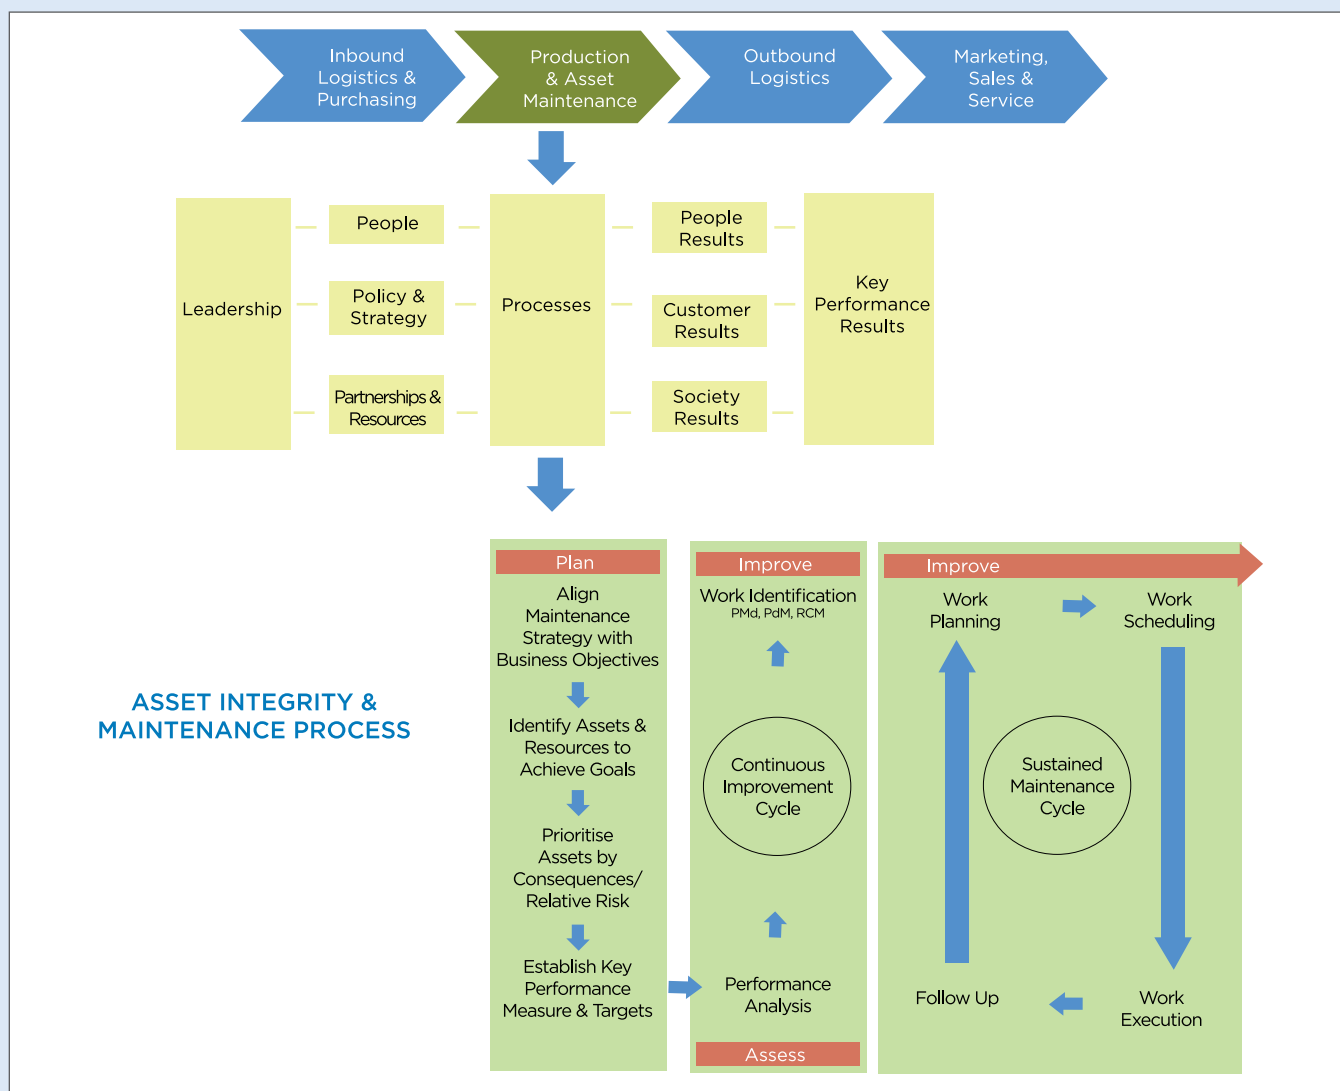 Inbound
Logistics &
Purchasing
Production
& Asset
Maintenance
Outbound
Logistics
Marketing,
Sales &
Service
Leadership
People
Policy &
Strategy
Partnerships &
Resources
Processes
People
Results
Customer
Results
Society
Results
Key
Performance
Results
ASSET INTEGRITY &
MAINTENANCE PROCESS
Plan
Align
Maintenance
Strategy with
Business Objectives
Identify Assets &
Resources to
Achieve Goals
Prioritise
Assets by
Consequences/
Relative Risk
Establish Key
Performance
Measure & Targets
Improve
Work Identification
PMd, PdM, RCM
Continuous
Improvement
Cycle
Performance
Analysis
Assess
Improve
Work
Planning
Work
Scheduling
Sustained
Maintenance
Cycle
Follow Up
Work
Execution